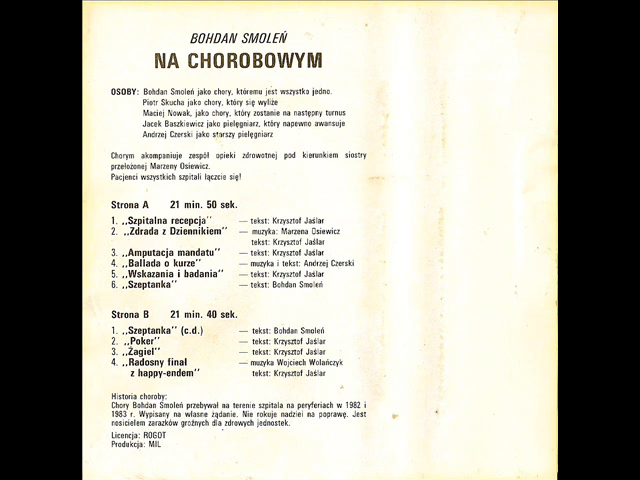 BOHDAN SMOLEŃ
NA CHOROBOWYM
OSOBY: Bohdan Smoleń jako chory, któremu jest wszystko jedno.
Piotr Skucha jako chory, który się wyliże
Maciej Nowak, jako chory, który zostanie na następny turnus
Jacek Baszkiewicz jako pielęgniarz, który napewno awansuje
Andrzej Czerski jako starszy pielęgniarz
Chorym akompaniuje zespół opieki zdrowotnej pod kierunkiem siostry
przełożonej Marzeny Osiewicz.
Pacjenci wszystkich szpitali łączcie się!
Strona A 21 min. 50 sek.
1. ,,Szpitalna recepcja" — tekst: Krzysztof Jaślar
2. ,,Zdrada z Dziennikiem" — muzyka: Marzena Osiewicz
tekst: Krzysztof Jaślar
3. ,,Amputacja mandatu" — tekst: Krzysztof Jaślar
4. ,,Ballada o kurze" — muzyka i tekst: Andrzej Czerski
5. ,,Wskazania i badania" — tekst: Krzysztof Jaślar
6. ,,Szeptanka" — tekst: Bohdan Smoleń
Strona B 21 min. 40 sek.
1. ,,Szeptanka" (c.d.) — tekst: Bohdan Smoleń
2. ,,Poker" — tekst: Krzysztof Jaślar
3. ,,Żagiel" — tekst: Krzysztof Jaślar
4. ,,Radosny finał — muzyka Wojciech Wolańczyk
z happy-endem" tekst: Krzysztof Jaślar
Historia choroby:
Chory Bohdan Smoleń przebywał na terenie szpitala na peryferiach w 1982 i
1983 r. Wypisany na własne żądanie. Nie rokuje nadziei na poprawę. Jest
nosicielem zarazków groźnych dla zdrowych jednostek.
Licencja: ROGOT
Produkcja: MIL